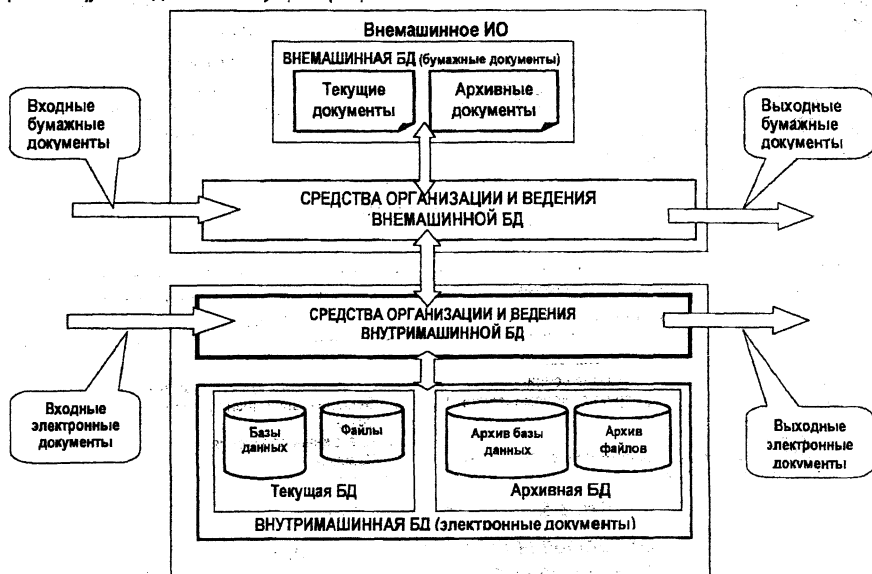 Внемашинное ИО
ВНЕМАШИННАЯ БД (бумажные документы)
Текущие
документы
Архивные
документы
Входные
бумажные
документы
Выходные
бумажные
документы
СРЕДСТВА ОРГАНИЗАЦИИ И ВЕДЕНИЯ
ВНЕМАШИННОЙ БД
СРЕДСТВА ОРГАНИЗАЦИИ И ВЕДЕНИЯ
ВНУТРИМАШИННОЙ БД
Входные
электронные
документы
Выходные
электронные
документы
Базы
данных
Файлы
Текущая БД
Архив базы
данных
Архив
файлов
Архивная БД
ВНУТРИМАШИННАЯ БД (электронные документы)